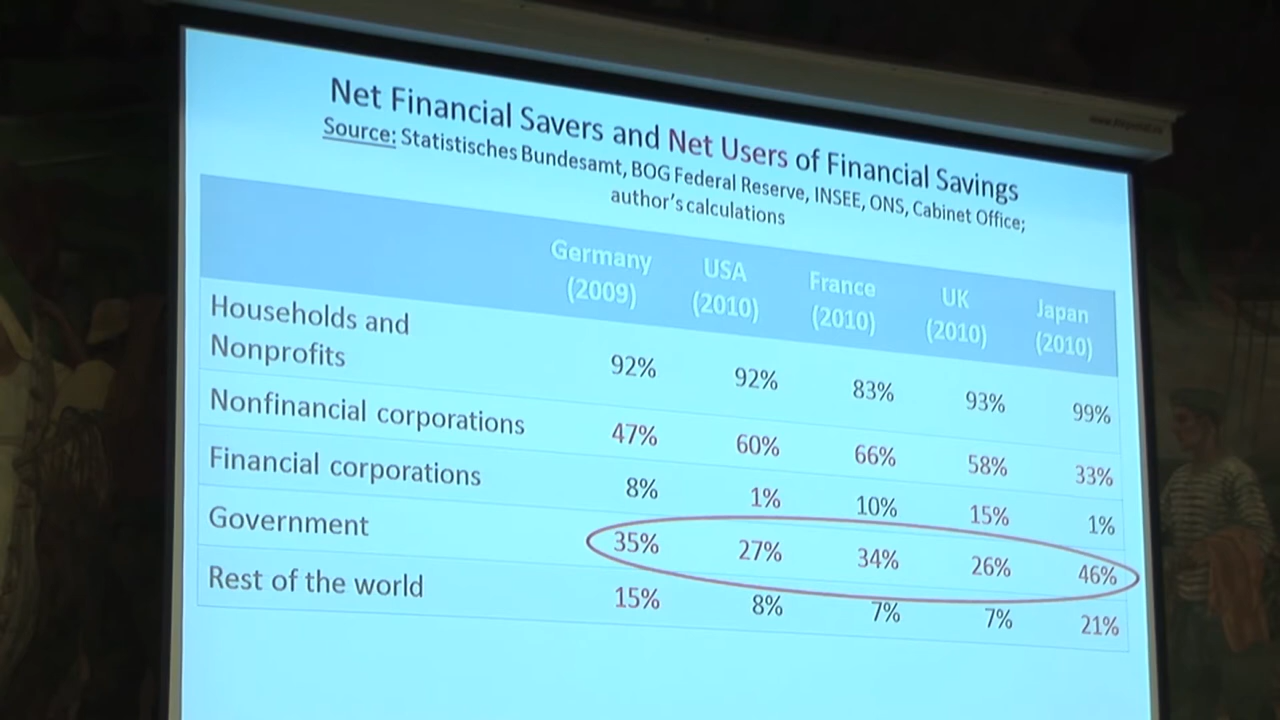 Net Financial Savers and Net Users of Financial Savings
Source: Statistisches Bundesamt, BOG Federal Reserve, INSEE, ONS, Cabinet Office;
author's calculations
Germany (2009) USA (2010) France (2010) UK (2010) Japan (2010)
Households and Nonprofits 92% 92% 83% 93% 99%
Nonfinancial corporations 47% 60% 66% 58% 33%
Financial corporations 8% 1% 10% 15% 1%
Government 35% 27% 34% 26% 46%
Rest of the world 15% 8% 7% 7% 21%